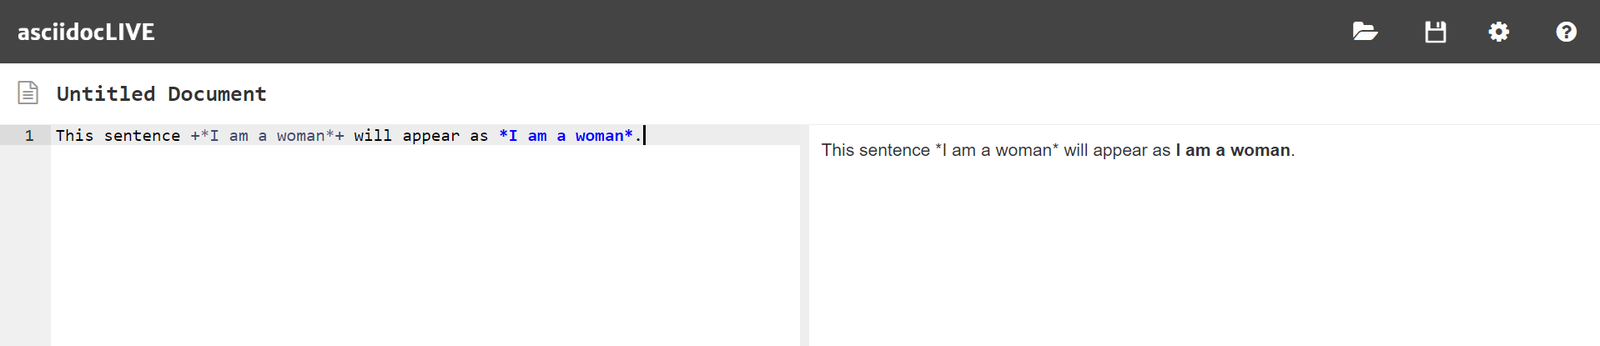 asciidocLIVE
Untitled Document
1 This sentence +*I am a woman*+ will appear as *I am a woman*.
This sentence *I am a woman* will appear as I am a woman.